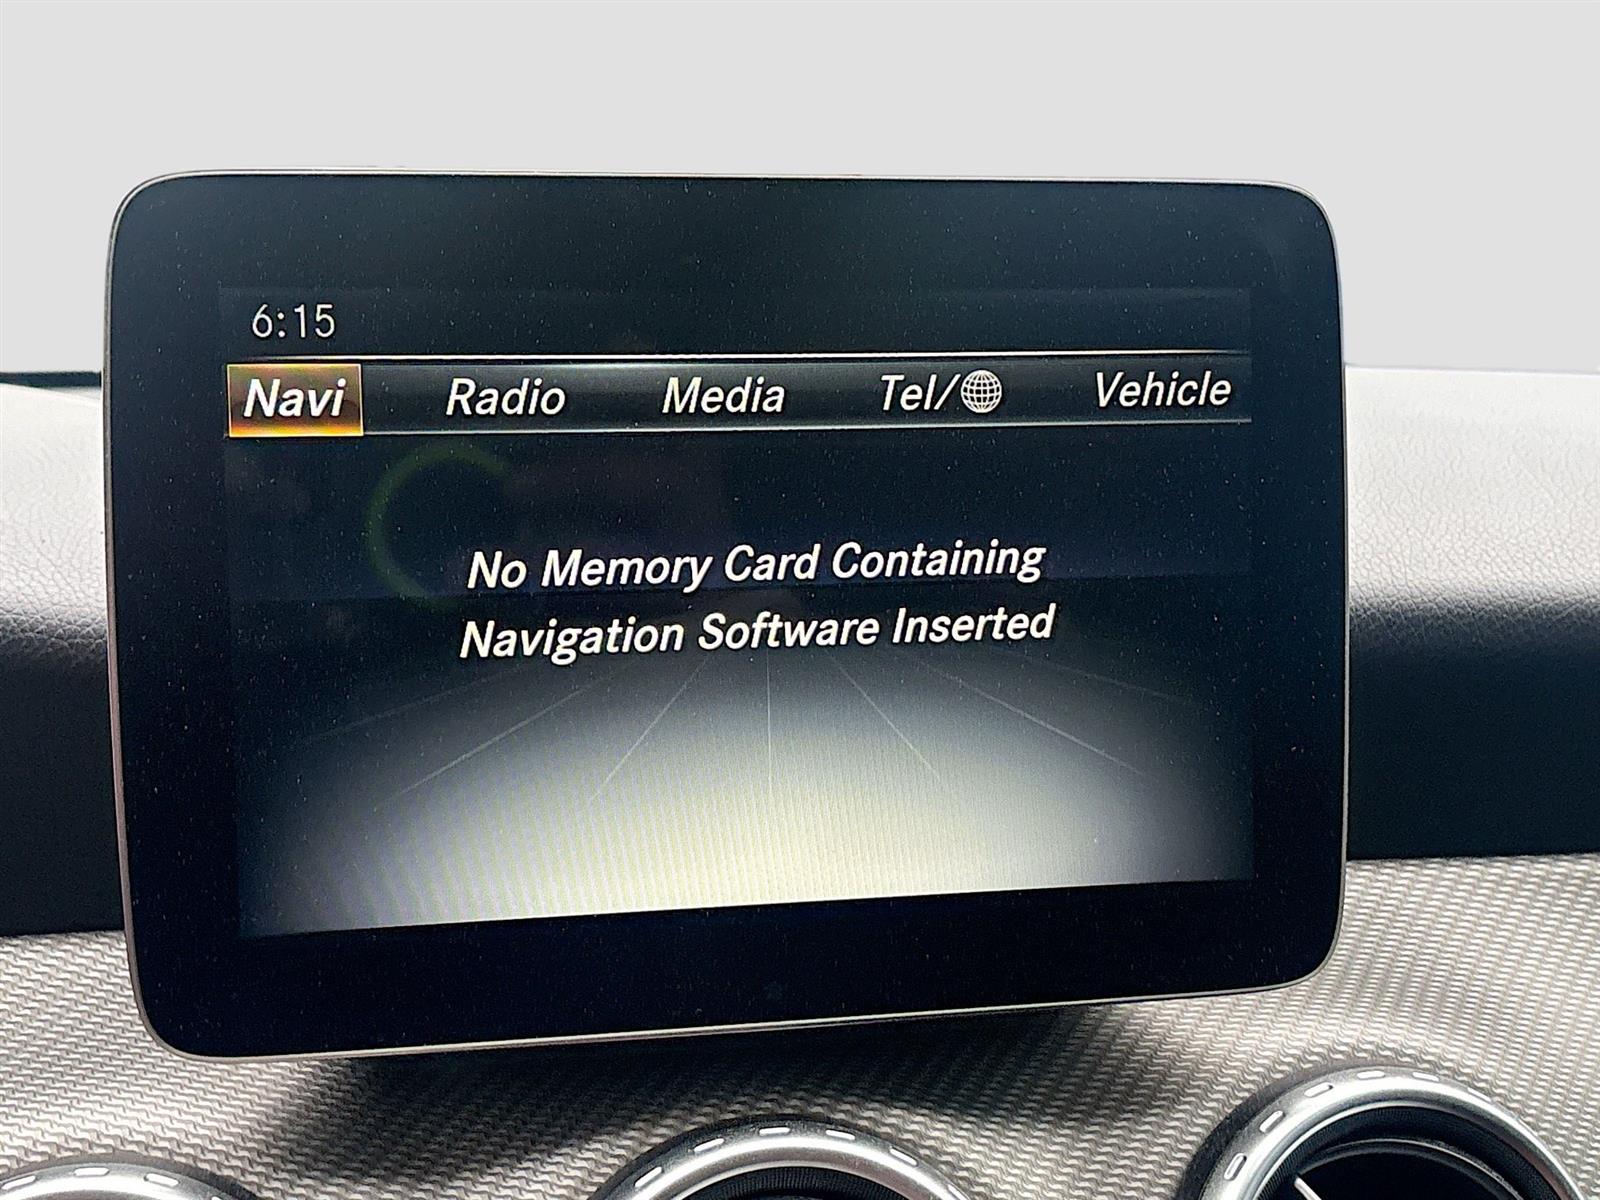 6:15
Navi Radio Media Tel/ Vehicle
No Memory Card Containing
Navigation Software Inserted